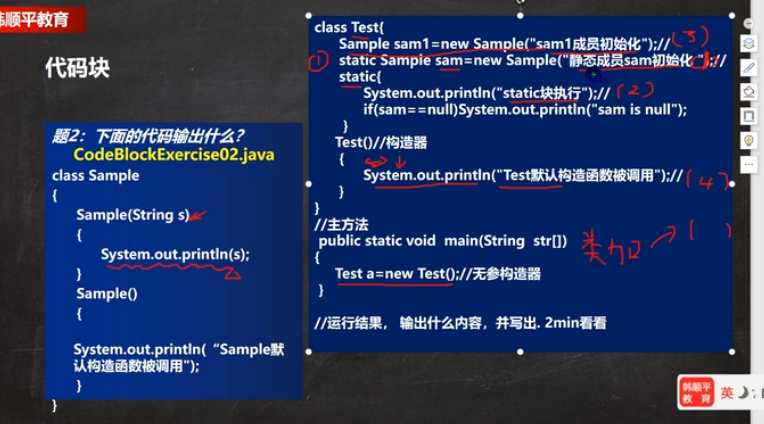 韩顺平教育
代码块
题2：下面的代码输出什么？
CodeBlockExercise02.java
class Sample
{
Sample(String s)
{
System.out.println(s);
}
Sample()
{
System.out.println( “Sample默
认构造函数被调用");
}
}
class Test{
Sample sam1=new Sample("sam1成员初始化");// (3)
① static Sample sam=new Sample("静态成员sam初始化 ");//
static{
System.out.println("static块执行");// (2)
if(sam==null)System.out.println("sam is null");
}
Test()//构造器
{
System.out.println("Test默认构造函数被调用");// (4)
}
}
//主方法
public static void main(String str[])
{
Test a=new Test();//无参构造器
}
类加
//运行结果， 输出什么内容，并写出. 2min看看
韩顺平
教 育
英